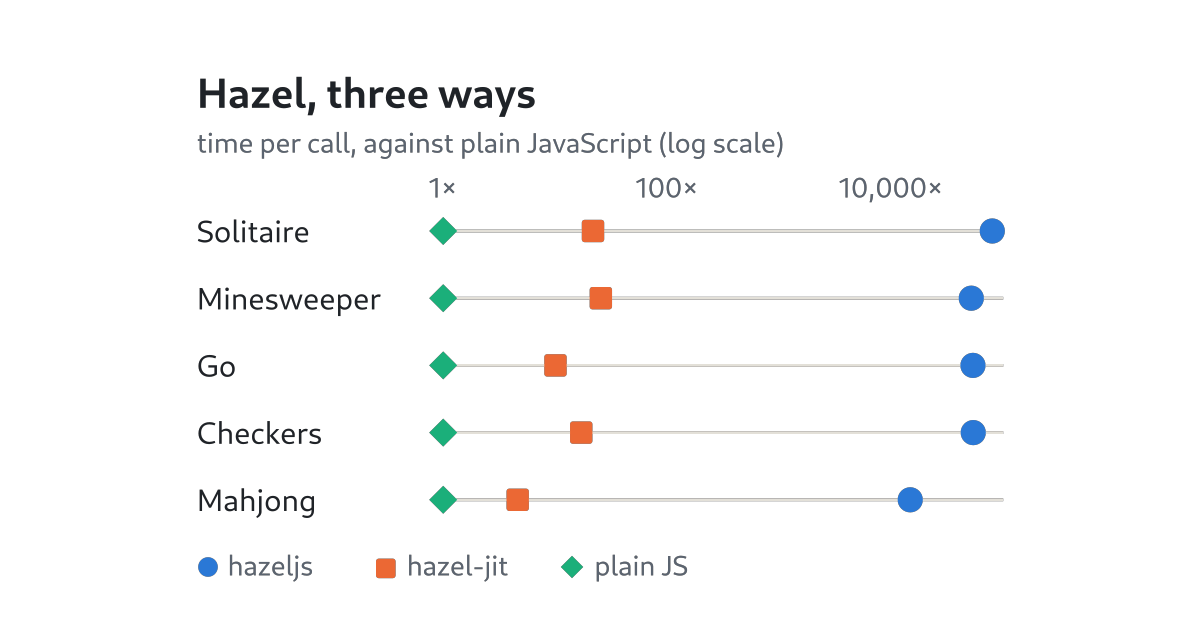 Hazel, three ways
time per call, against plain JavaScript (log scale)
1× 100× 10,000×
Solitaire
Minesweeper
Go
Checkers
Mahjong
hazeljs hazel-jit plain JS